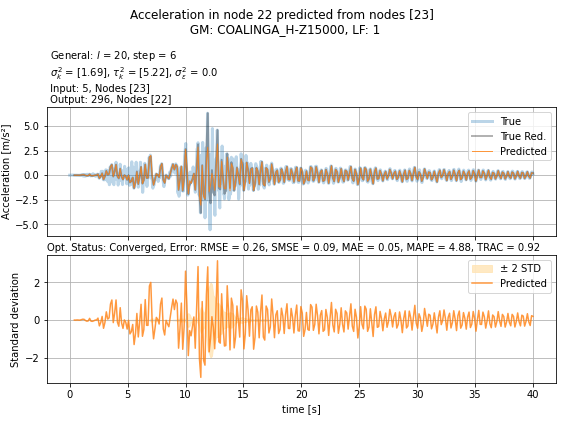 Acceleration in node 22 predicted from nodes [23]
GM: COALINGA_H-Z15000, LF: 1
General: l = 20, step = 6
σ²ₖ = [1.69], τ²ₖ = [5.22], σ²ε = 0.0
Input: 5, Nodes [23]
Output: 296, Nodes [22]
Acceleration [m/s²]
5.0
2.5
0.0
−2.5
−5.0
True
True Red.
Predicted
Opt. Status: Converged, Error: RMSE = 0.26, SMSE = 0.09, MAE = 0.05, MAPE = 4.88, TRAC = 0.92
Standard deviation
2
0
−2
± 2 STD
Predicted
0 5 10 15 20 25 30 35 40
time [s]